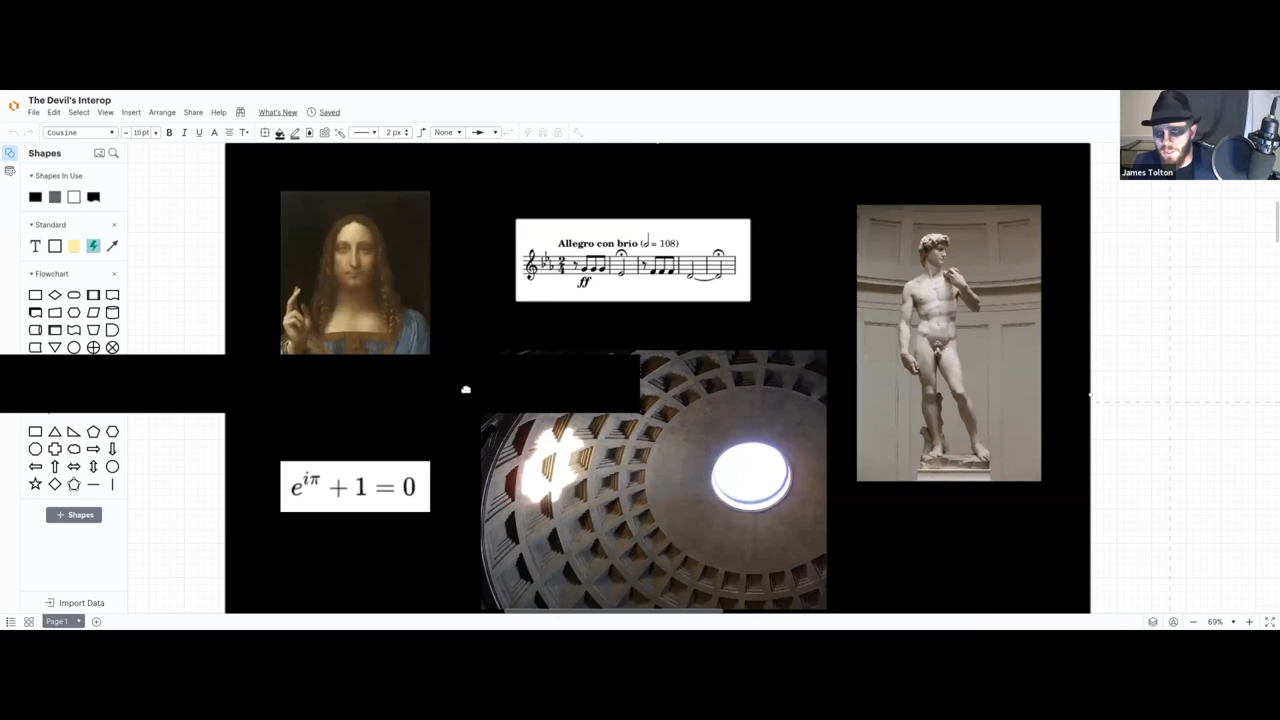 The Devil's Interop
File Edit Select View Insert Arrange Share Help What's New Saved
Cousine 10 pt B I U A T 2 px None
James Tolton
Shapes
Shapes In Use
Standard
T
Flowchart
Allegro con brio (𝅗𝅥 = 108)
ff
e^{iπ} + 1 = 0
+ Shapes
Import Data
Page 1
69%